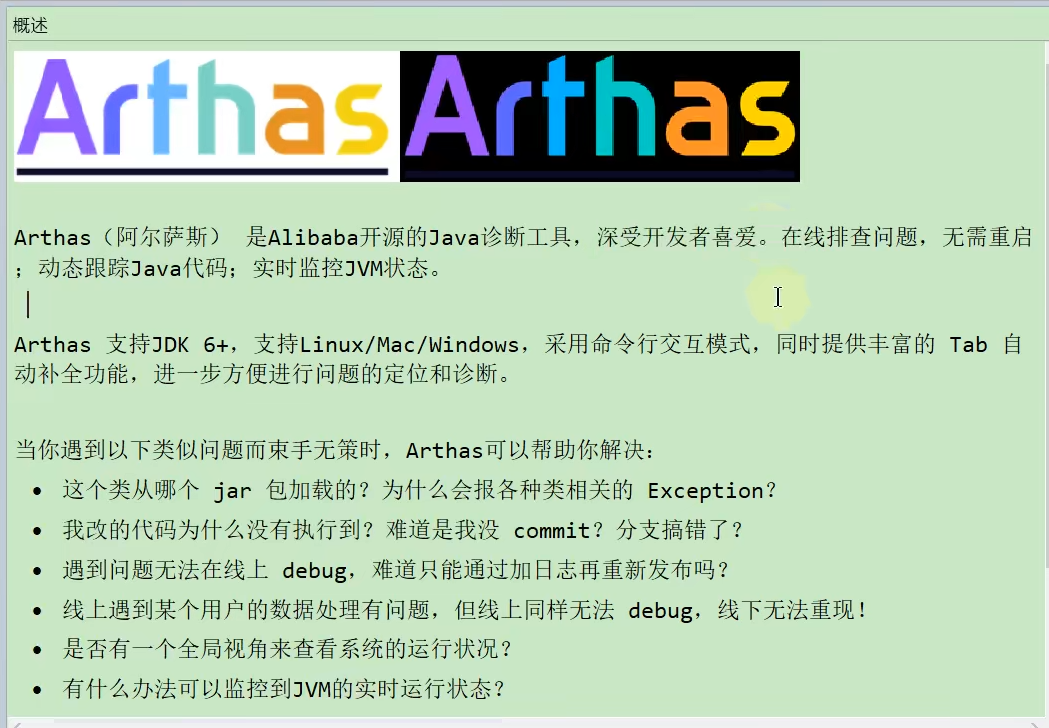 概述
Arthas Arthas
Arthas（阿尔萨斯） 是Alibaba开源的Java诊断工具，深受开发者喜爱。在线排查问题，无需重启
；动态跟踪Java代码；实时监控JVM状态。
Arthas 支持JDK 6+，支持Linux/Mac/Windows，采用命令行交互模式，同时提供丰富的 Tab 自
动补全功能，进一步方便进行问题的定位和诊断。
当你遇到以下类似问题而束手无策时，Arthas可以帮助你解决：
• 这个类从哪个 jar 包加载的？为什么会报各种类相关的 Exception？
• 我改的代码为什么没有执行到？难道是我没 commit？分支搞错了？
• 遇到问题无法在线上 debug，难道只能通过加日志再重新发布吗？
• 线上遇到某个用户的数据处理有问题，但线上同样无法 debug，线下无法重现！
• 是否有一个全局视角来查看系统的运行状况？
• 有什么办法可以监控到JVM的实时运行状态？